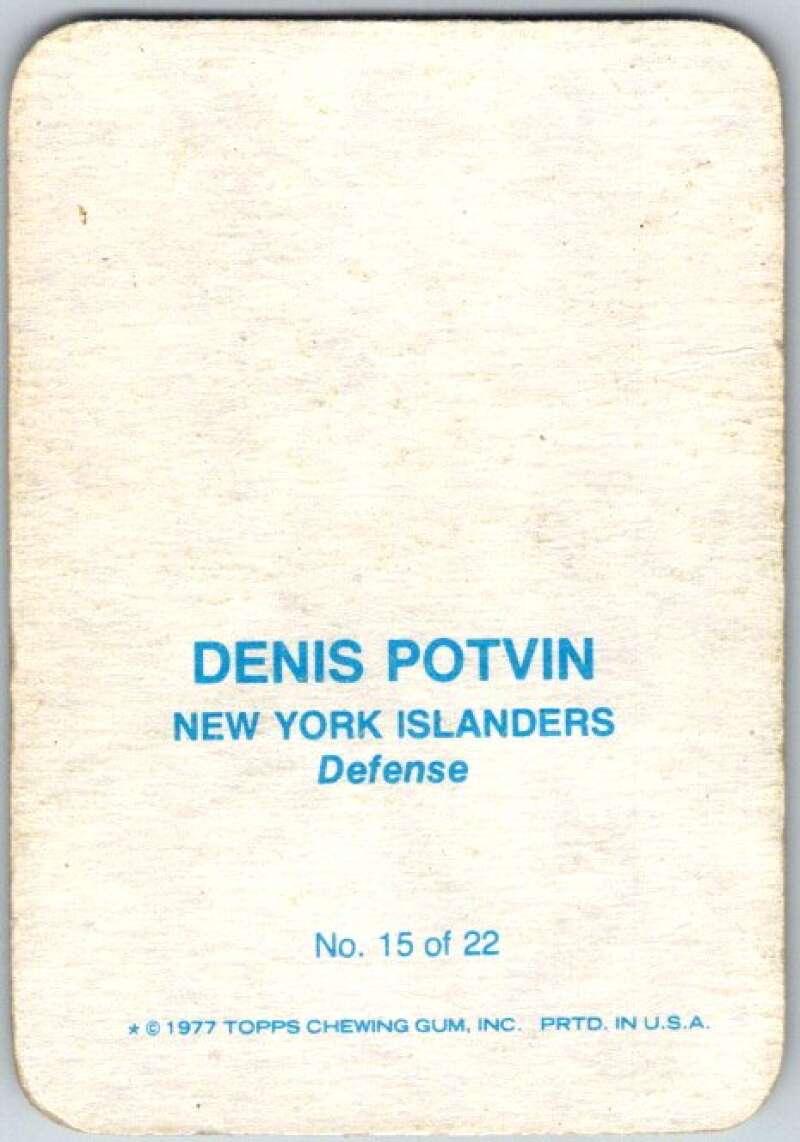 DENIS POTVIN
NEW YORK ISLANDERS
Defense
No. 15 of 22
* © 1977 TOPPS CHEWING GUM, INC. PRTD. IN U.S.A.